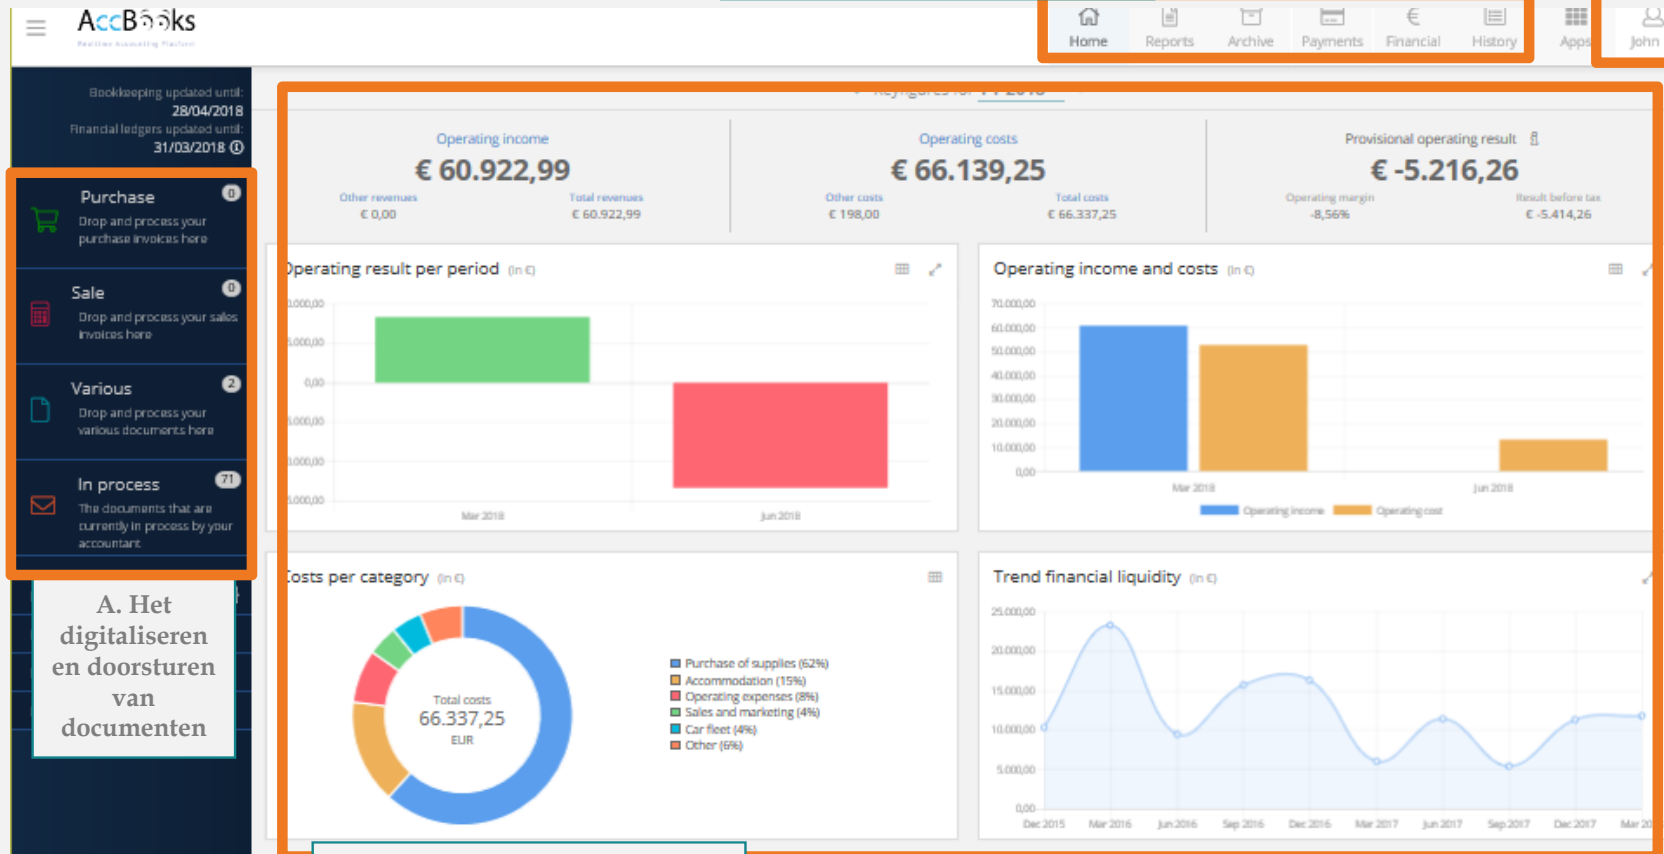 AccBooks
Realtime Accounting Platform
Home
Reports
Archive
Payments
Financial
History
Apps
John
Bookkeeping updated until:
28/04/2018
Financial ledgers updated until:
31/03/2018
Purchase 0
Drop and process your
purchase invoices here
Sale 0
Drop and process your sales
invoices here
Various 2
Drop and process your
various documents here
In process 71
The documents that are
currently in process by your
accountant
A. Het
digitaliseren
en doorsturen
van
documenten
Keyfigures for FY 2018
Operating income
€ 60.922,99
Other revenues
€ 0,00
Total revenues
€ 60.922,99
Operating costs
€ 66.139,25
Other costs
€ 198,00
Total costs
€ 66.337,25
Provisional operating result
€ -5.216,26
Operating margin
-8,56%
Result before tax
€ -5.414,26
Operating result per period (in €)
0,00
Mar 2018
Jun 2018
Operating income and costs (in €)
70.000,00
60.000,00
50.000,00
40.000,00
30.000,00
20.000,00
10.000,00
0,00
Mar 2018
Jun 2018
Operating income
Operating cost
Costs per category (in €)
Total costs
66.337,25
EUR
Purchase of supplies (62%)
Accommodation (15%)
Operating expenses (8%)
Sales and marketing (4%)
Car fleet (4%)
Other (6%)
Trend financial liquidity (in €)
25.000,00
20.000,00
15.000,00
10.000,00
5.000,00
0,00
Dec 2015
Mar 2016
Jun 2016
Sep 2016
Dec 2016
Mar 2017
Jun 2017
Sep 2017
Dec 2017